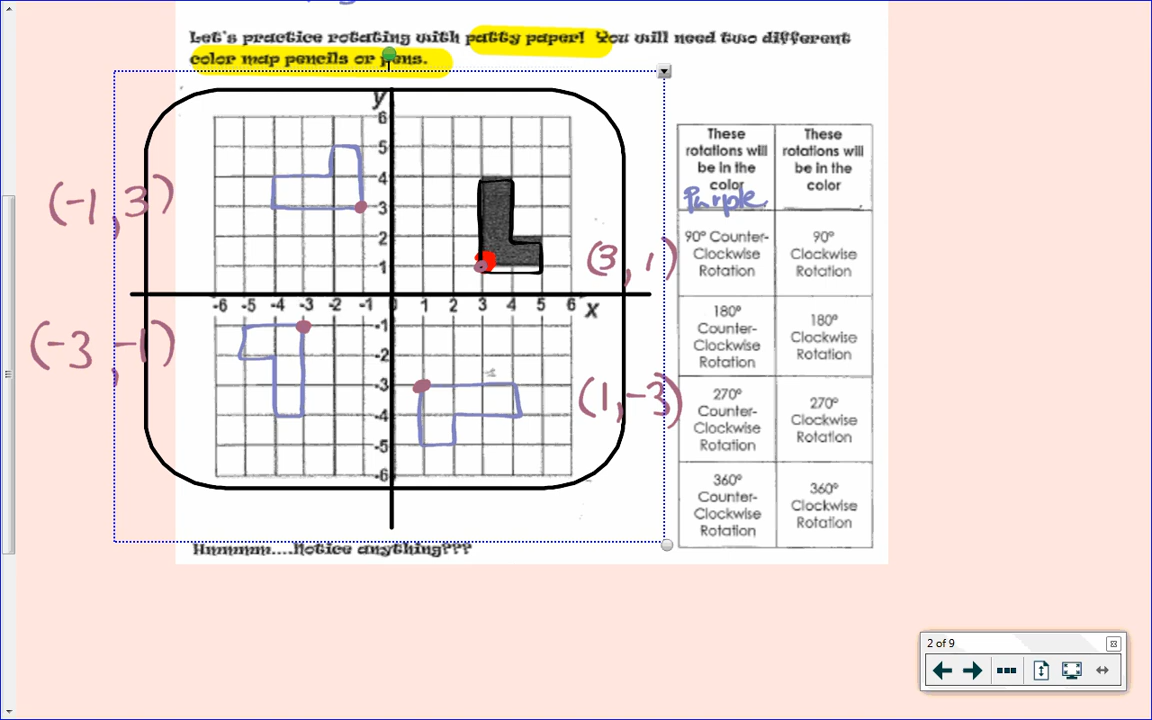 Let's practice rotating with patty paper! You will need two different
color map pencils or pens.
y
6
5
4
3
2
1
-6 -5 -4 -3 -2 -1 0 1 2 3 4 5 6 x
-1
-2
-3
-4
-5
-6
(-1,3)
(3,1)
(-3,-1)
(1,-3)
These
rotations will
be in the
color
Purple
These
rotations will
be in the
color
90° Counter-
Clockwise
Rotation
90°
Clockwise
Rotation
180°
Counter-
Clockwise
Rotation
180°
Clockwise
Rotation
270°
Counter-
Clockwise
Rotation
270°
Clockwise
Rotation
360°
Counter-
Clockwise
Rotation
360°
Clockwise
Rotation
Hmmmm....Notice anything???
2 of 9